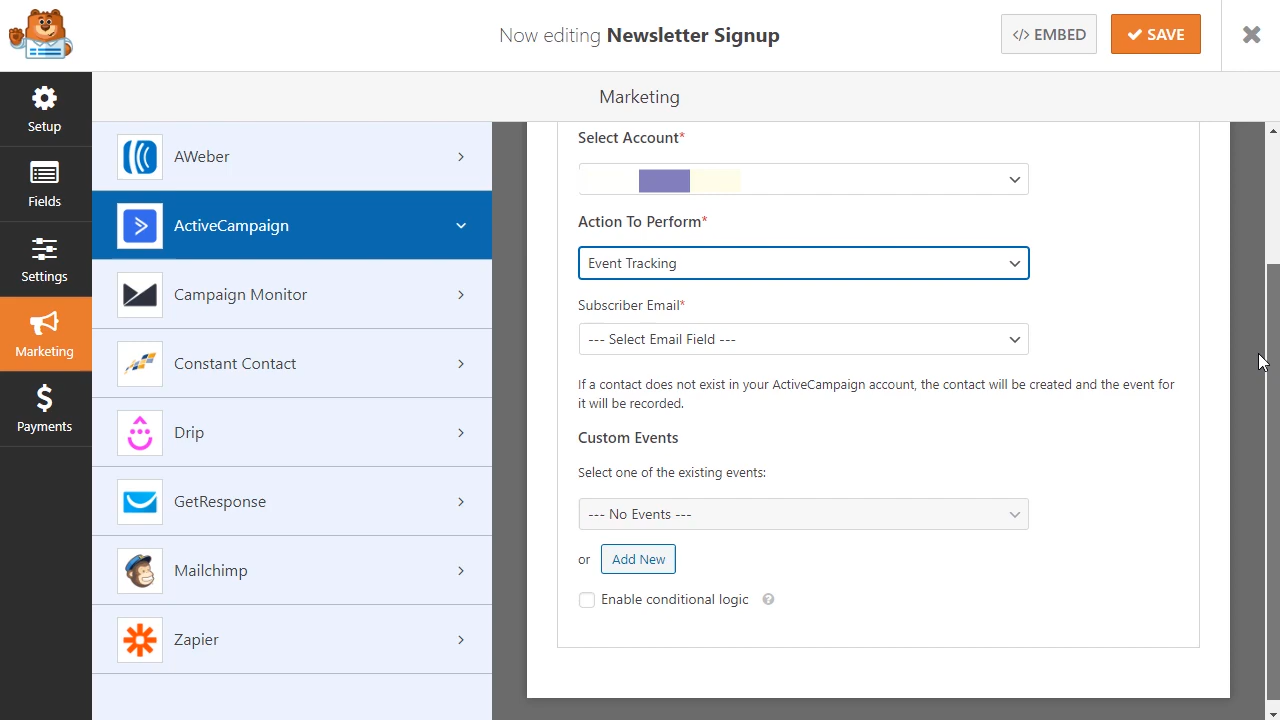 Now editing Newsletter Signup
</> EMBED
SAVE
Setup
Fields
Settings
Marketing
Payments
Marketing
AWeber
ActiveCampaign
Campaign Monitor
Constant Contact
Drip
GetResponse
Mailchimp
Zapier
Select Account*
Action To Perform*
Event Tracking
Subscriber Email*
--- Select Email Field ---
If a contact does not exist in your ActiveCampaign account, the contact will be created and the event for
it will be recorded.
Custom Events
Select one of the existing events:
--- No Events ---
or Add New
Enable conditional logic ?